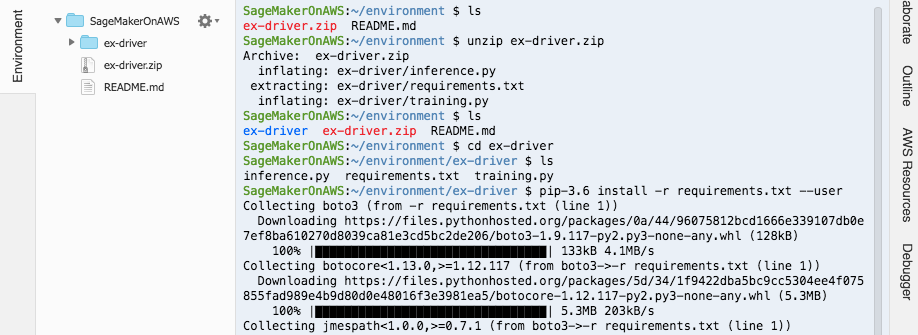 Environment
SageMakerOnAWS
ex-driver
ex-driver.zip
README.md
SageMakerOnAWS:~/environment $ ls
ex-driver.zip  README.md
SageMakerOnAWS:~/environment $ unzip ex-driver.zip
Archive:  ex-driver.zip
  inflating: ex-driver/inference.py
 extracting: ex-driver/requirements.txt
  inflating: ex-driver/training.py
SageMakerOnAWS:~/environment $ ls
ex-driver  ex-driver.zip  README.md
SageMakerOnAWS:~/environment $ cd ex-driver
SageMakerOnAWS:~/environment/ex-driver $ ls
inference.py  requirements.txt  training.py
SageMakerOnAWS:~/environment/ex-driver $ pip-3.6 install -r requirements.txt --user
Collecting boto3 (from -r requirements.txt (line 1))
  Downloading https://files.pythonhosted.org/packages/0a/44/96075812bcd1666e339107db0e
7ef8ba610270d8039ca81e3cd5bc2de206/boto3-1.9.117-py2.py3-none-any.whl (128kB)
    100% |████████████████████████████████| 133kB 4.1MB/s
Collecting botocore<1.13.0,>=1.12.117 (from boto3->-r requirements.txt (line 1))
  Downloading https://files.pythonhosted.org/packages/5d/34/1f9422dba5bc9cc5304ee4f075
855fad989e4b9d80d0e48016f3e3981ea5/botocore-1.12.117-py2.py3-none-any.whl (5.3MB)
    100% |████████████████████████████████| 5.3MB 203kB/s
Collecting jmespath<1.0.0,>=0.7.1 (from boto3->-r requirements.txt (line 1))
aborate
Outline
AWS Resources
Debugger